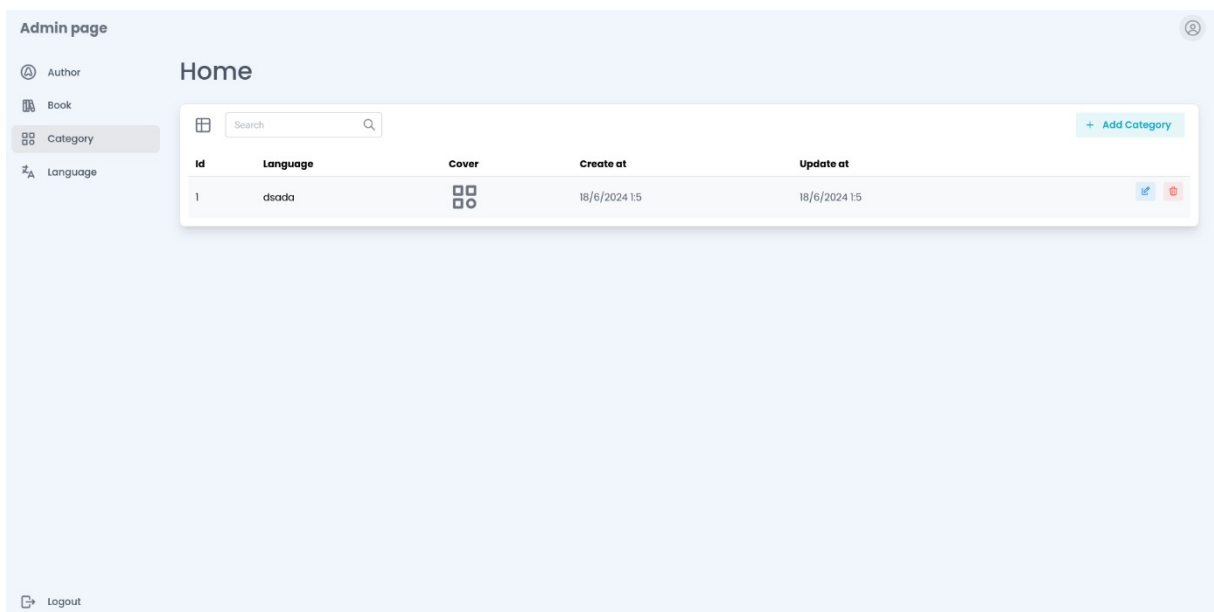 Admin page
Author
Book
Category
Language
Logout
Home
Search
+ Add Category
Id Language Cover Create at Update at
1 dsada 18/6/2024 1:5 18/6/2024 1:5